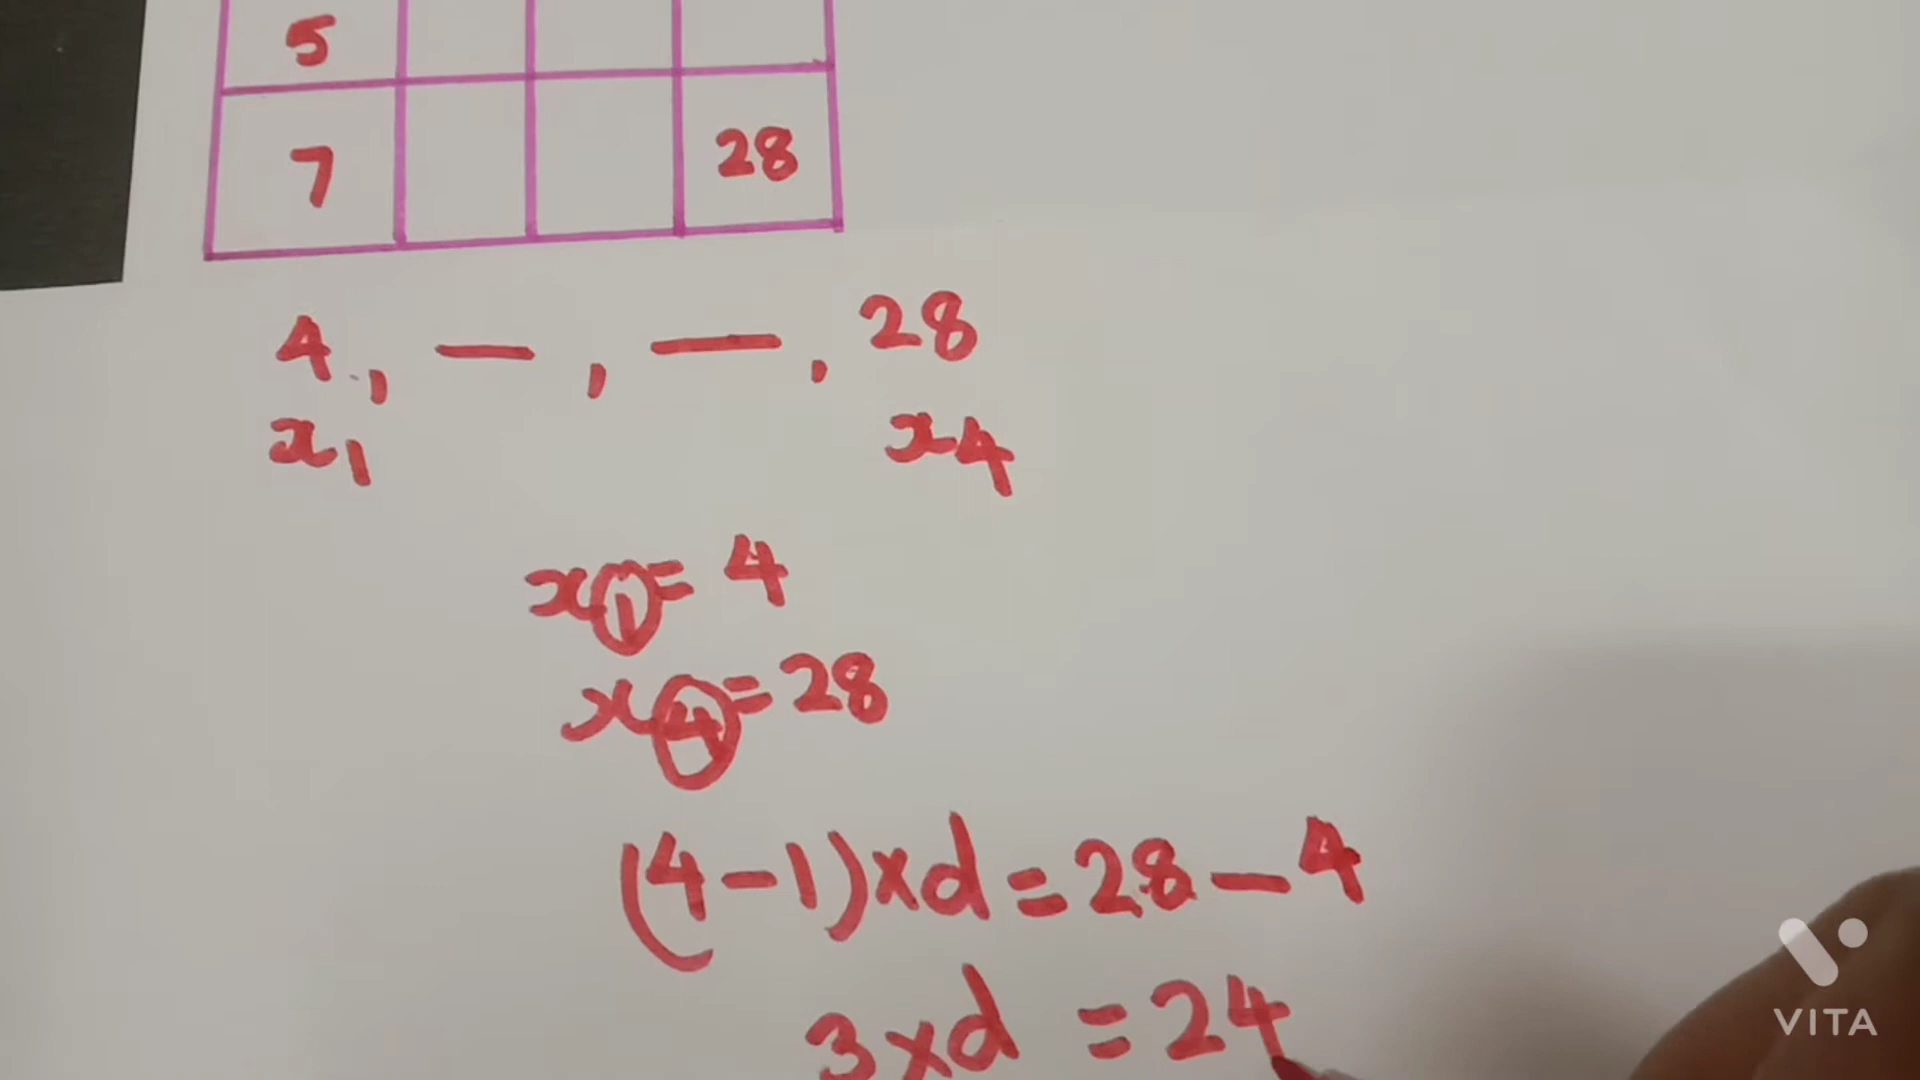 5
7 28
4, —, —, 28
x₁ x₄
x₁ = 4
x₄ = 28
(4-1)×d = 28-4
3×d = 24
VITA